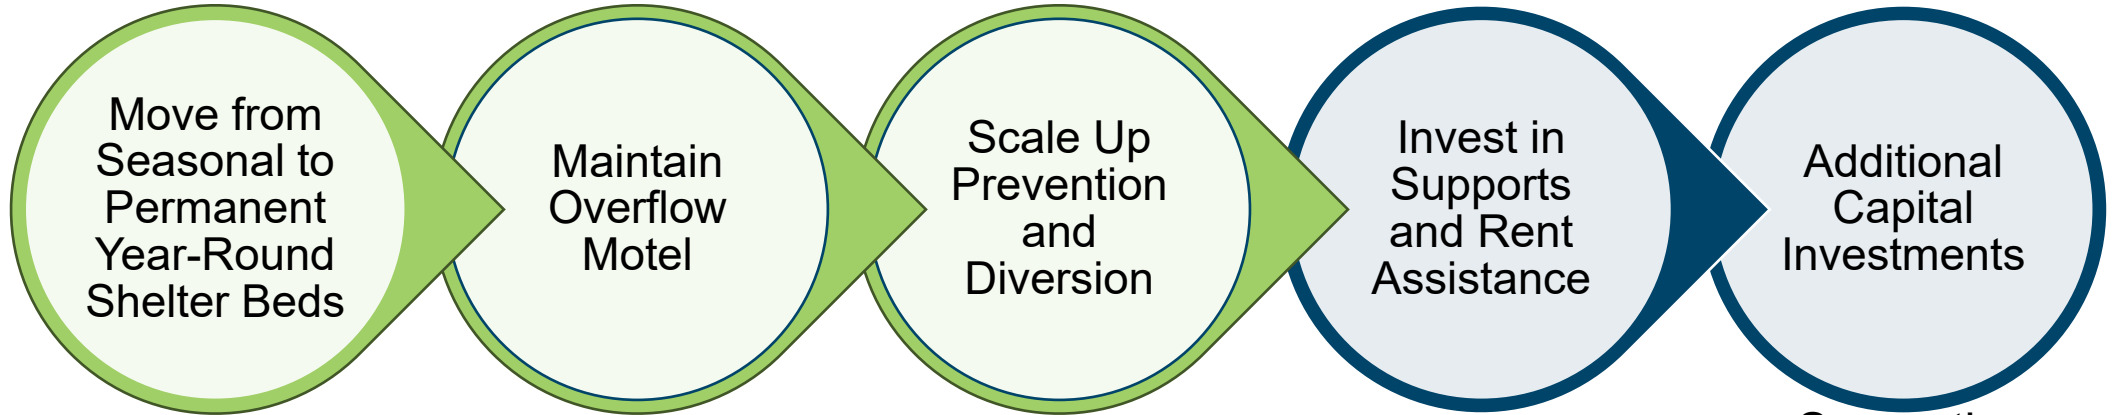 Move from
Seasonal to
Permanent
Year-Round
Shelter Beds
Maintain
Overflow
Motel
Scale Up
Prevention
and
Diversion
Invest in
Supports
and Rent
Assistance
Additional
Capital
Investments